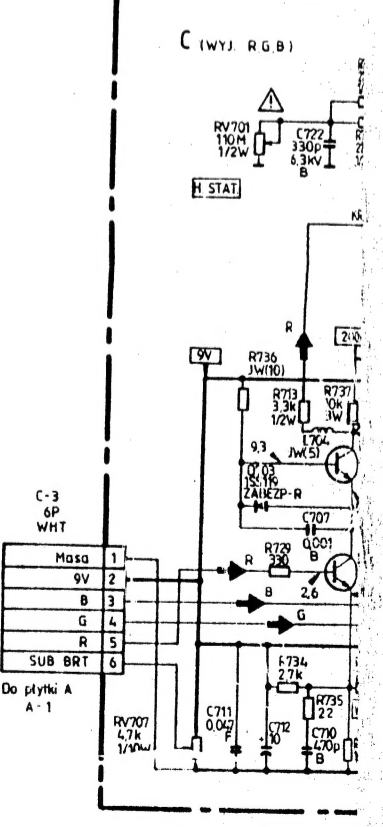 C (WYJ. R.G.B)
RV701
110M
1/2W
C722
330p
6,3kV
B
H STAT
R
9V
R736
JW(10)
R713
3,3k
1/2W
R737
L704
JW(5)
9,3
1SS119
ZABEZP-R
C707
0,001
B
C-3
6P
WHT
Masa 1
9V 2
B 3
G 4
R 5
SUB BRT 6
R
R729
330
2,6
B
G
Do płytki A
A-1
RV707
4,7k
1/10W
C711
0,047
F
C712
10
R734
2,7k
R735
22
C710
470p
B